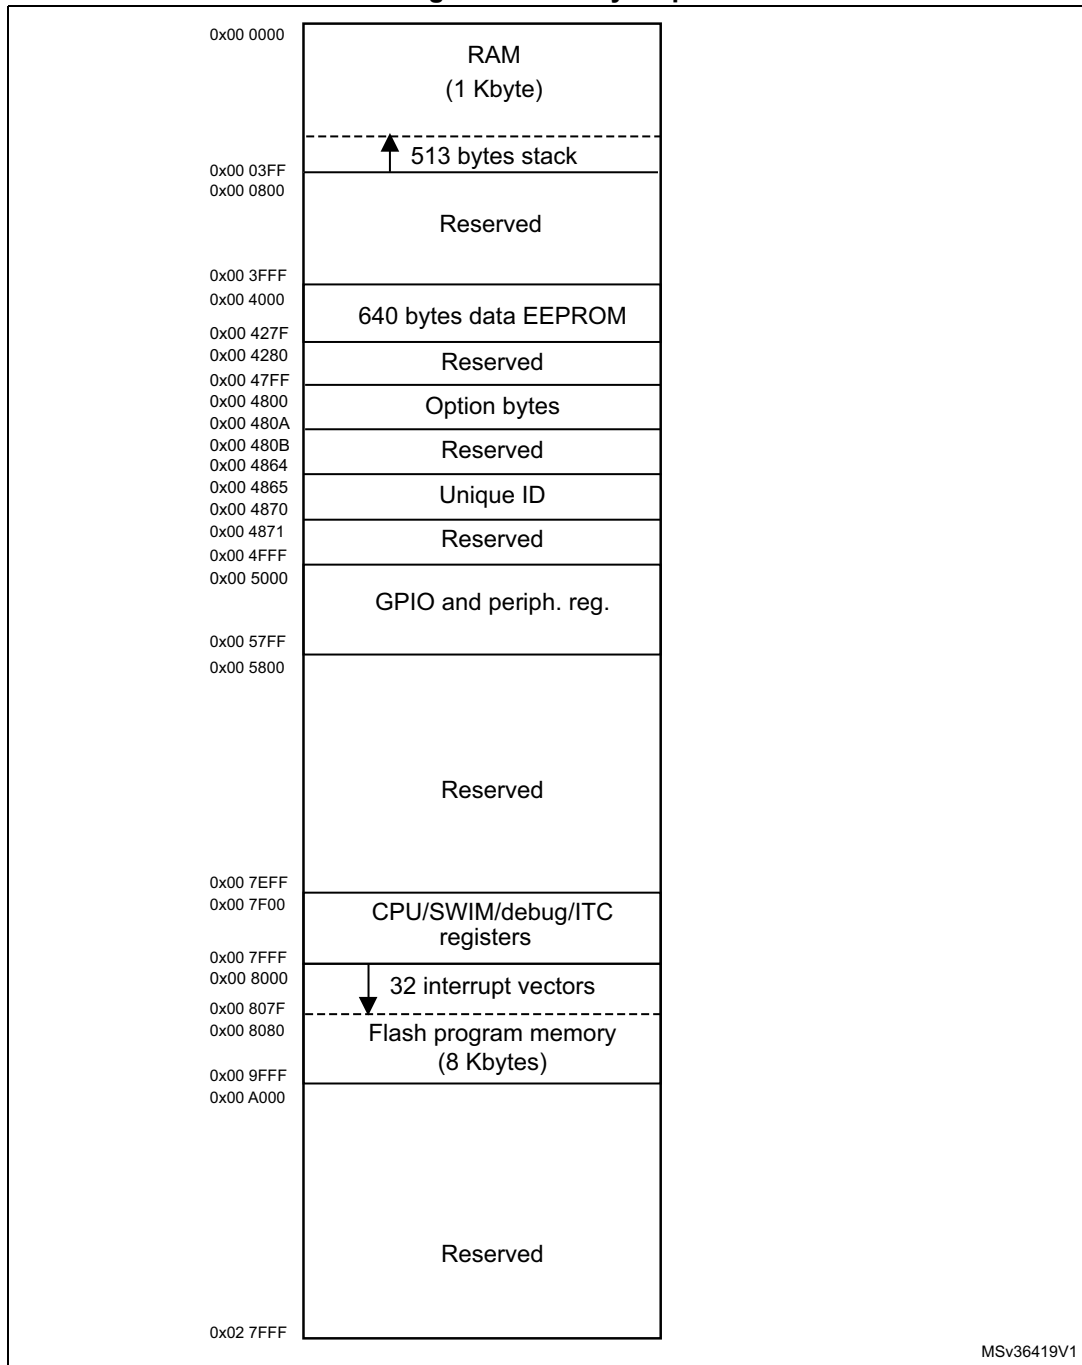 0x00 0000
RAM
(1 Kbyte)
513 bytes stack
0x00 03FF
0x00 0800
Reserved
0x00 3FFF
0x00 4000
640 bytes data EEPROM
0x00 427F
0x00 4280
Reserved
0x00 47FF
0x00 4800
Option bytes
0x00 480A
0x00 480B
Reserved
0x00 4864
0x00 4865
Unique ID
0x00 4870
0x00 4871
Reserved
0x00 4FFF
0x00 5000
GPIO and periph. reg.
0x00 57FF
0x00 5800
Reserved
0x00 7EFF
0x00 7F00
CPU/SWIM/debug/ITC
registers
0x00 7FFF
0x00 8000
32 interrupt vectors
0x00 807F
0x00 8080
Flash program memory
(8 Kbytes)
0x00 9FFF
0x00 A000
Reserved
0x02 7FFF
MSv36419V1